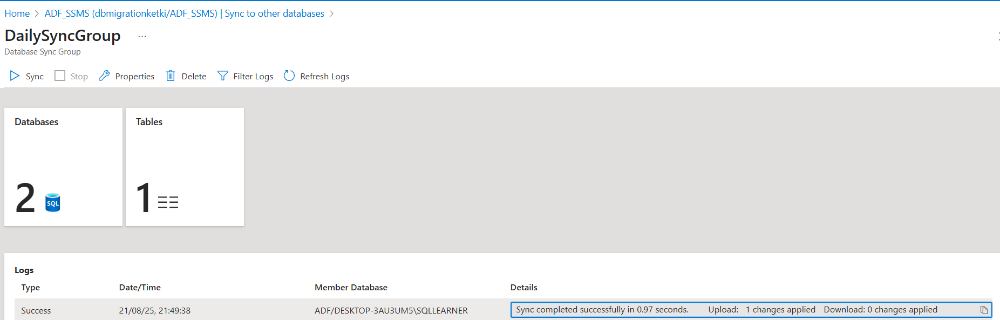 Home > ADF_SSMS (dbmigrationketki/ADF_SSMS) | Sync to other databases >
DailySyncGroup ...
Database Sync Group
Sync Stop Properties Delete Filter Logs Refresh Logs
Databases Tables
2 SQL 1
Logs
Type Date/Time Member Database Details
Success 21/08/25, 21:49:38 ADF/DESKTOP-3AU3UM5\SQLLEARNER Sync completed successfully in 0.97 seconds. Upload: 1 changes applied Download: 0 changes applied